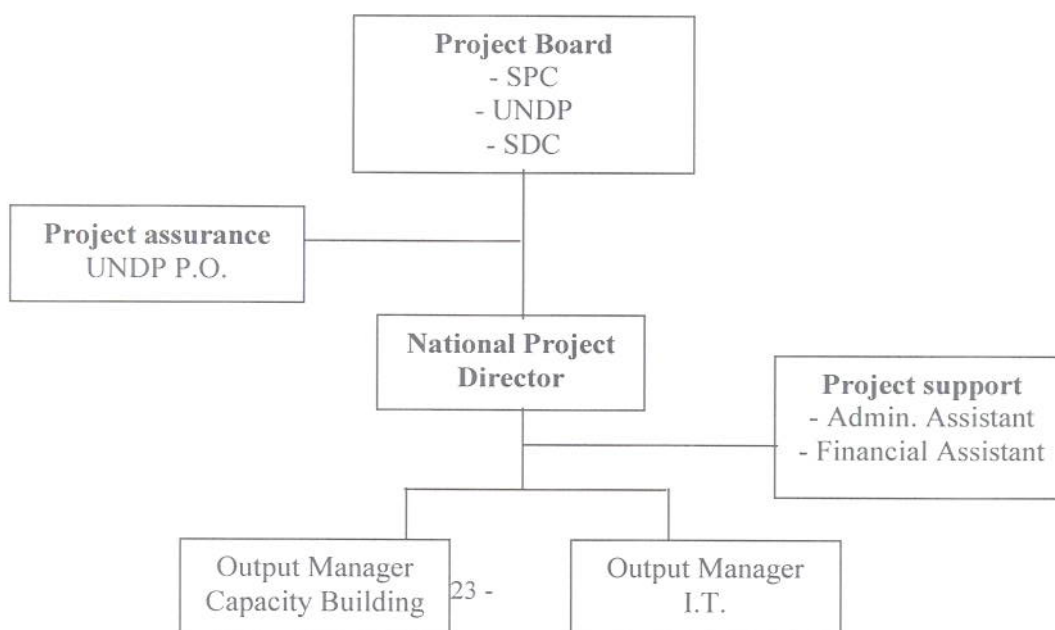 Project Board
- SPC
- UNDP
- SDC
Project assurance
UNDP P.O.
National Project
Director
Project support
- Admin. Assistant
- Financial Assistant
Output Manager
Capacity Building
23 -
Output Manager
I.T.